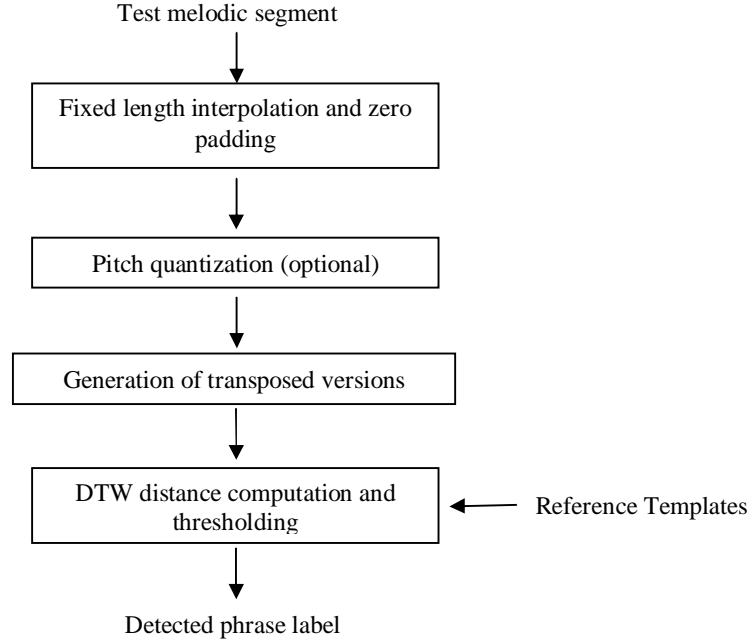 Test melodic segment
Fixed length interpolation and zero
padding
Pitch quantization (optional)
Generation of transposed versions
DTW distance computation and
thresholding
Reference Templates
Detected phrase label